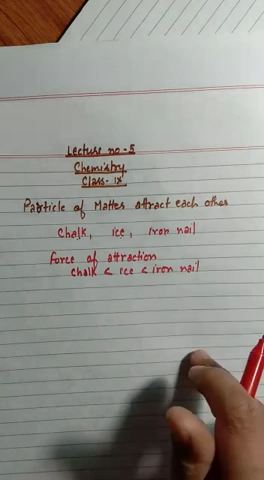 Lecture no-5
Chemistry
Class-IX
Particle of Matter attract each other
Chalk, ice, iron nail
Force of attraction
chalk < ice < iron nail